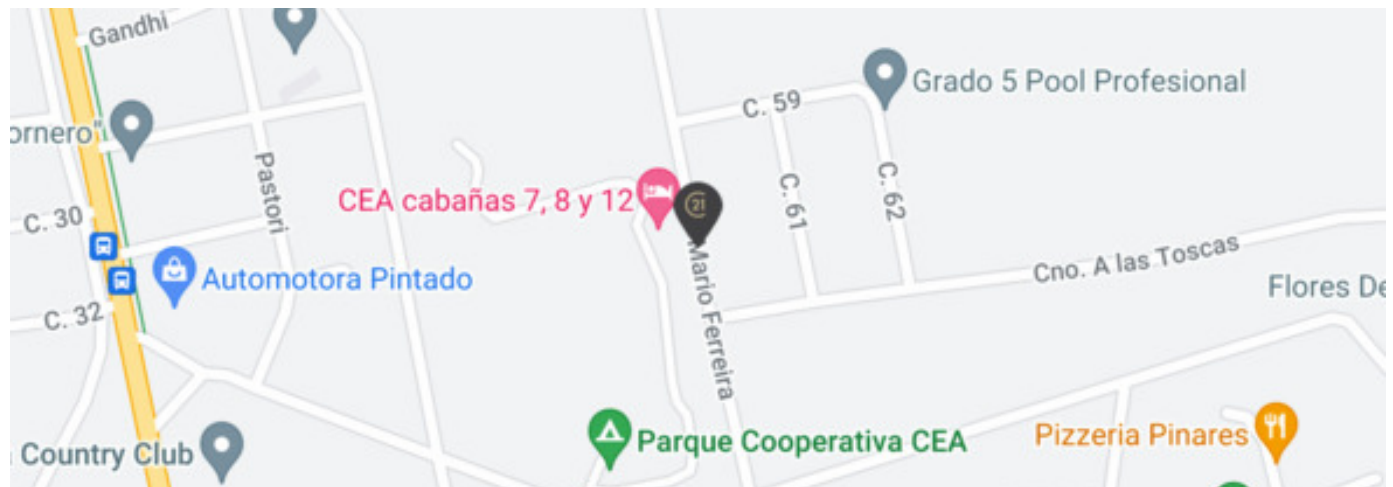 Gandhi
Grado 5 Pool Profesional
C. 59
ornero"
Pastori
CEA cabañas 7, 8 y 12
21
C. 61
C. 62
C. 30
Mario Ferreira
Cno. A las Toscas
Automotora Pintado
Flores De
C. 32
Parque Cooperativa CEA
Pizzeria Pinares
Country Club